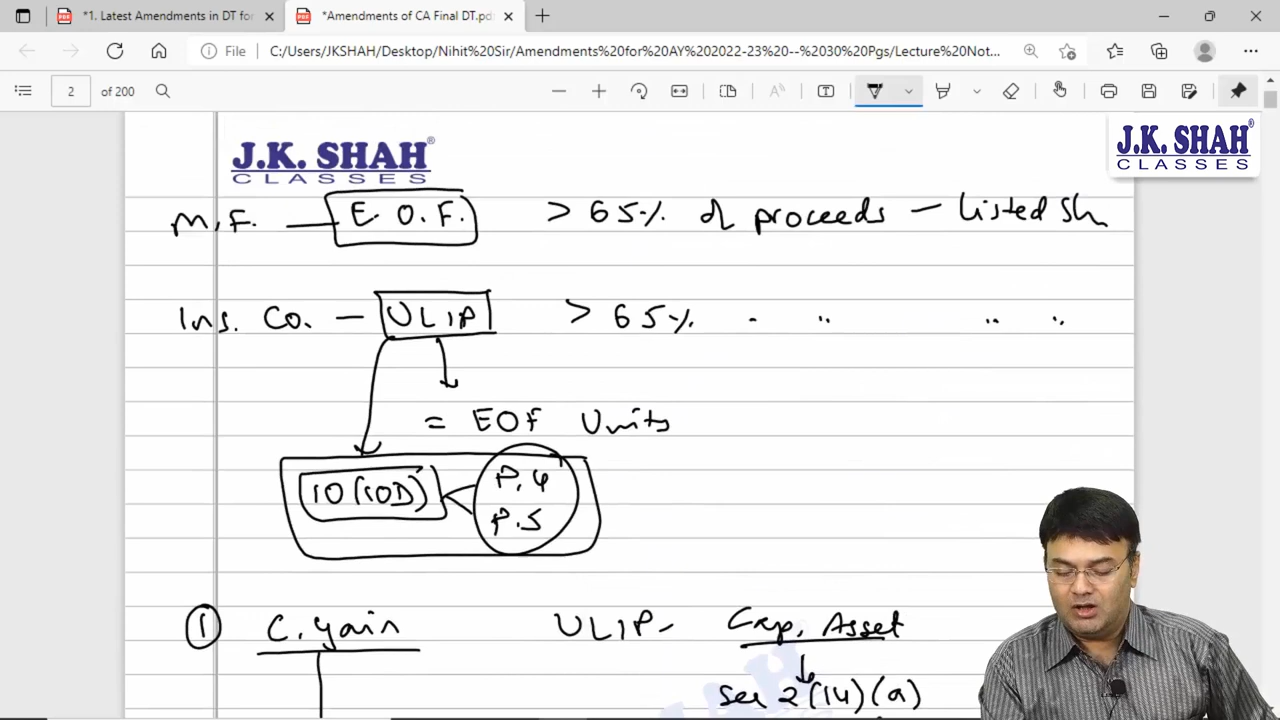 *1. Latest Amendments in DT for
*Amendments of CA Final DT.pd
File
C:/Users/JKSHAH/Desktop/Nihit%20Sir/Amendments%20for%20AY%202022-23%20--%2030%20Pgs/Lecture%20Not...
2 of 200
J.K. SHAH®
CLASSES
J.K. SHAH®
CLASSES
M.F. — E.O.F. > 65% of proceeds — listed Sh
Ins. Co. — ULIP > 65% " " " "
= EOF Units
10(10D) P.4
P.5
① C. gain ULIP - Cap. Asset
Sec 2(14)(a)